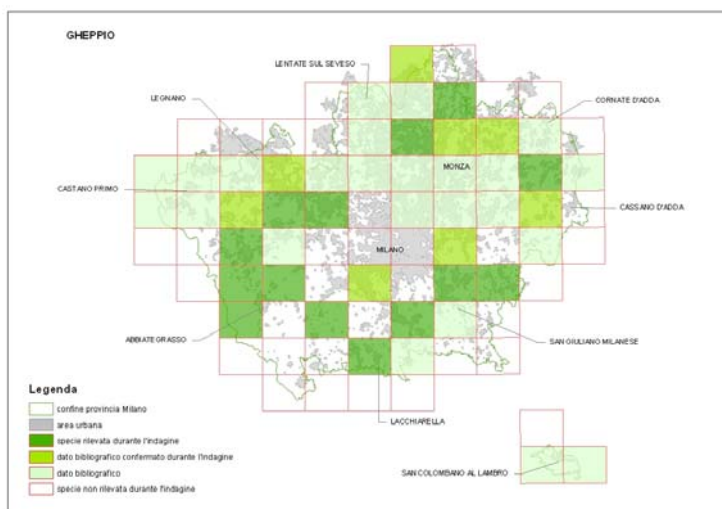 GHEPPIO
LENTATE SUL SEVESO
LEGNANO
CORNATE D'ADDA
MONZA
CASTANO PRIMO
CASSANO D'ADDA
MILANO
ABBIATEGRASSO
SAN GIULIANO MILANESE
LACCHIARELLA
SAN COLOMBANO AL LAMBRO
Legenda
confine provincia Milano
area urbana
specie rilevata durante l'indagine
dato bibliografico confermato durante l'indagine
dato bibliografico
specie non rilevata durante l'indagine